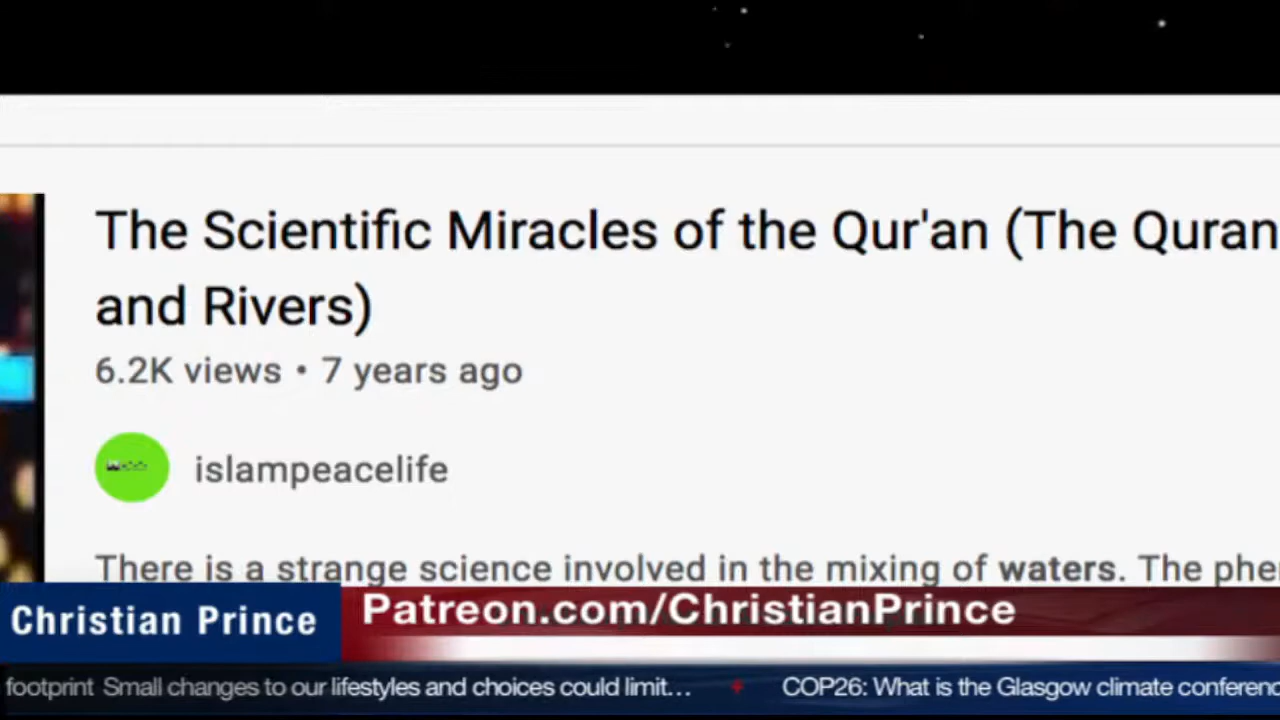 The Scientific Miracles of the Qur'an (The Quran
and Rivers)
6.2K views • 7 years ago
islampeacelife
There is a strange science involved in the mixing of waters. The phe
Christian Prince
Patreon.com/ChristianPrince
footprint Small changes to our lifestyles and choices could limit... COP26: What is the Glasgow climate conferenc